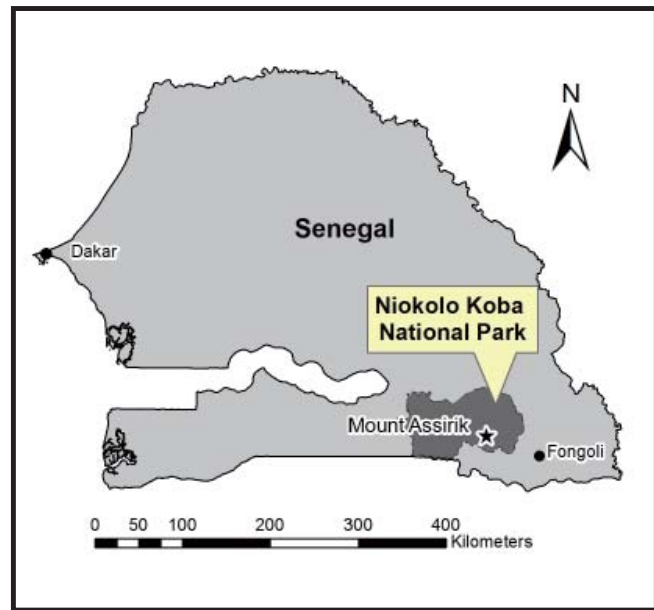 N
Senegal
Dakar
Niokolo Koba
National Park
Mount Assirik
Fongoli
0 50 100 200 300 400
Kilometers